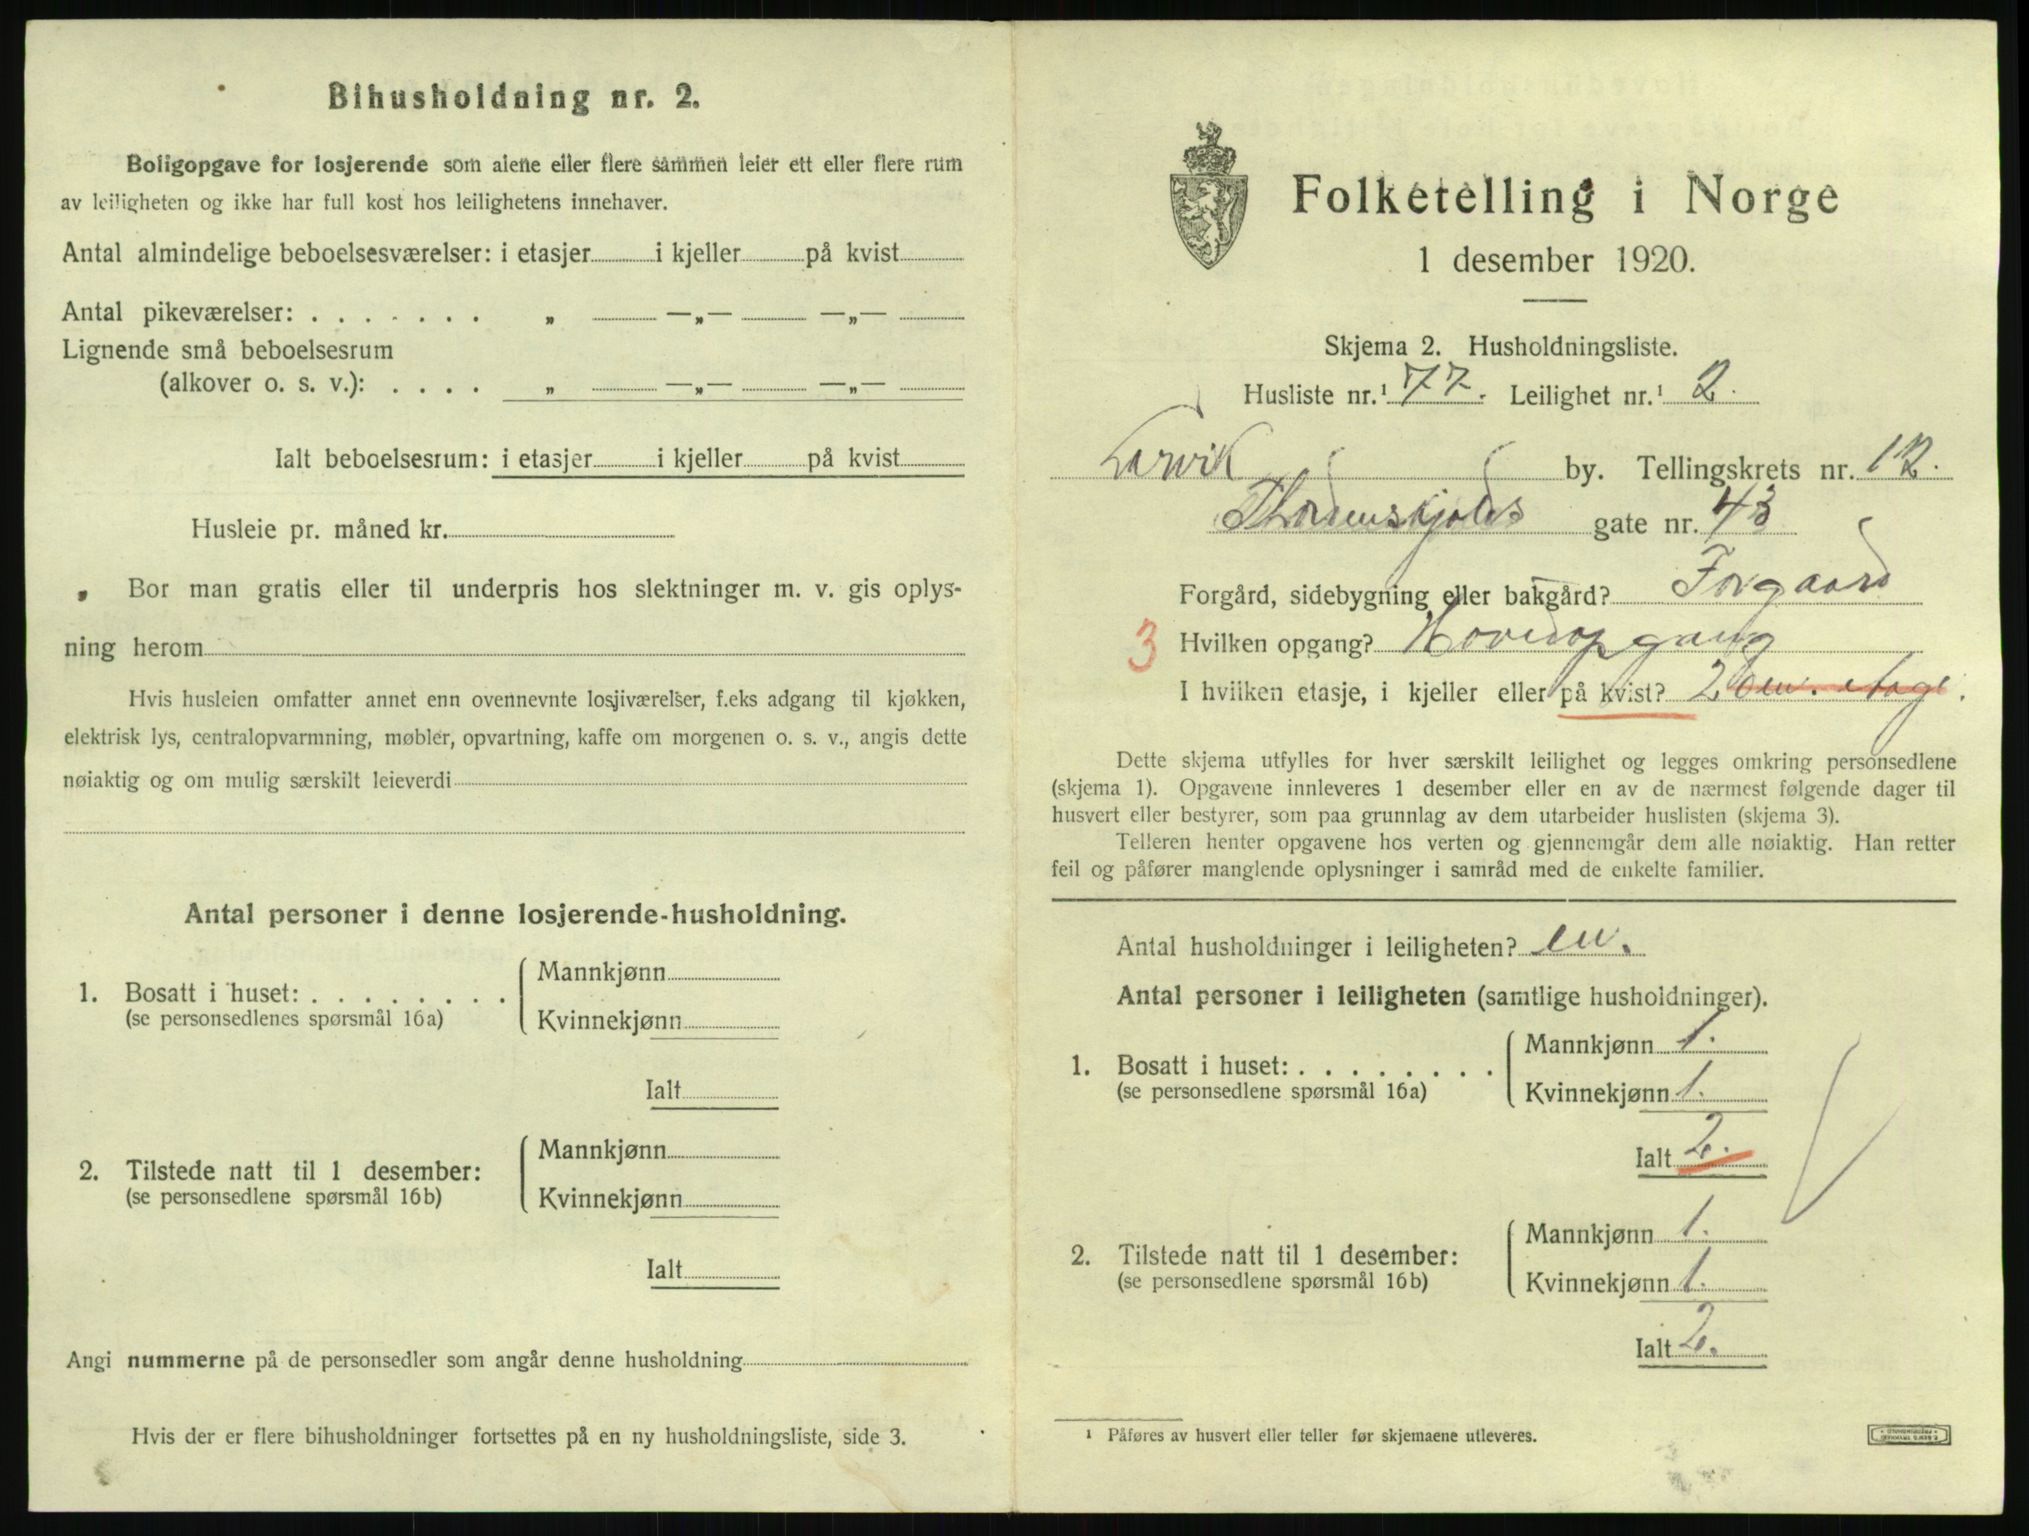 Bihusholdning nr. 2.
Boligopgave for losjerende som alene eller flere sammen leier ett eller flere rum
av leiligheten og ikke har full kost hos leilighetens innehaver.
Antal almindelige beboelsesværelser: i etasjer i kjeller på kvist
Antal pikeværelser: . . . . . . . „ —„— —„—
Lignende små beboelsesrum
(alkover o. s. v.): . . . . „ —„— —„—
Ialt beboelsesrum: i etasjer i kjeller på kvist
Husleie pr. måned kr.
Bor man gratis eller til underpris hos slektninger m. v. gis oplys-
ning herom
Hvis husleien omfatter annet enn ovennevnte losjiværelser, f.eks adgang til kjøkken,
elektrisk lys, centralopvarmning, møbler, opvartning, kaffe om morgenen o. s. v., angis dette
nøiaktig og om mulig særskilt leieverdi
Antal personer i denne losjerende-husholdning.
1. Bosatt i huset: . . . . . . . .
(se personsedlenes spørsmål 16a)
Mannkjønn
Kvinnekjønn
Ialt
2. Tilstede natt til 1 desember:
(se personsedlene spørsmål 16b)
Mannkjønn
Kvinnekjønn
Ialt
Angi nummerne på de personsedler som angår denne husholdning
Hvis der er flere bihusholdninger fortsettes på en ny husholdningsliste, side 3.
Folketelling i Norge
1 desember 1920.
Skjema 2. Husholdningsliste.
Husliste nr.¹ 77. Leilighet nr.¹ 2.
Larvik by. Tellingskrets nr. 12.
Thordenskjolds gate nr. 43
Forgård, sidebygning eller bakgård? Forgaard
3 Hvilken opgang? Hovedopgang
I hvilken etasje, i kjeller eller på kvist? 2den. etage.
Dette skjema utfylles for hver særskilt leilighet og legges omkring personsedlene
(skjema 1). Opgavene innleveres 1 desember eller en av de nærmest følgende dager til
husvert eller bestyrer, som paa grunnlag av dem utarbeider huslisten (skjema 3).
Telleren henter opgavene hos verten og gjennemgår dem alle nøiaktig. Han retter
feil og påfører manglende oplysninger i samråd med de enkelte familier.
Antal husholdninger i leiligheten? en.
Antal personer i leiligheten (samtlige husholdninger).
1. Bosatt i huset: . . . . . . . .
(se personsedlene spørsmål 16a)
Mannkjønn 1.
Kvinnekjønn 1.
Ialt 2.
2. Tilstede natt til 1 desember:
(se personsedlene spørsmål 16b)
Mannkjønn 1.
Kvinnekjønn 1.
Ialt 2.
¹ Påføres av husvert eller teller før skjemaene utleveres.